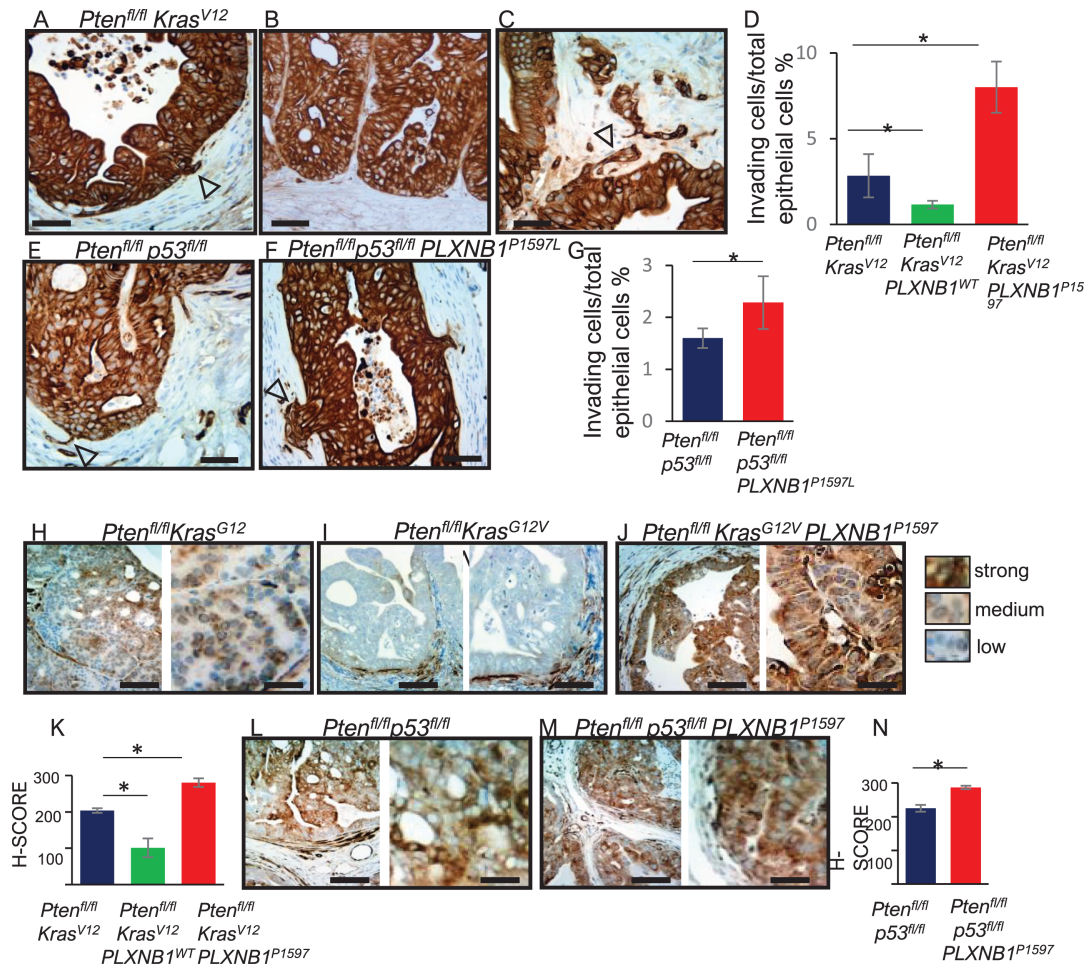 A Pten^fl/fl Kras^V12
B
C
D
Invading cells/total
epithelial cells %
10
5
0
*
*
Pten^fl/fl
Kras^V12
Pten^fl/fl
Kras^V12
PLXNB1^WT
Pten^fl/fl
Kras^V12
PLXNB1^P15
97
E Pten^fl/fl p53^fl/fl
F Pten^fl/fl p53^fl/fl PLXNB1^P1597L
G
Invading cells/total
epithelial cells %
3
2
1
0
*
Pten^fl/fl
p53^fl/fl
Pten^fl/fl
p53^fl/fl
PLXNB1^P1597L
H Pten^fl/fl Kras^G12
I Pten^fl/fl Kras^G12V
J Pten^fl/fl Kras^G12V PLXNB1^P1597
strong
medium
low
K
H-SCORE
300
200
100
*
*
Pten^fl/fl
Kras^V12
Pten^fl/fl
Kras^V12
PLXNB1^WT
Pten^fl/fl
Kras^V12
PLXNB1^P1597
L Pten^fl/fl p53^fl/fl
M Pten^fl/fl p53^fl/fl PLXNB1^P1597
N
H-
SCORE
300
200
100
*
Pten^fl/fl
p53^fl/fl
Pten^fl/fl
p53^fl/fl
PLXNB1^P1597